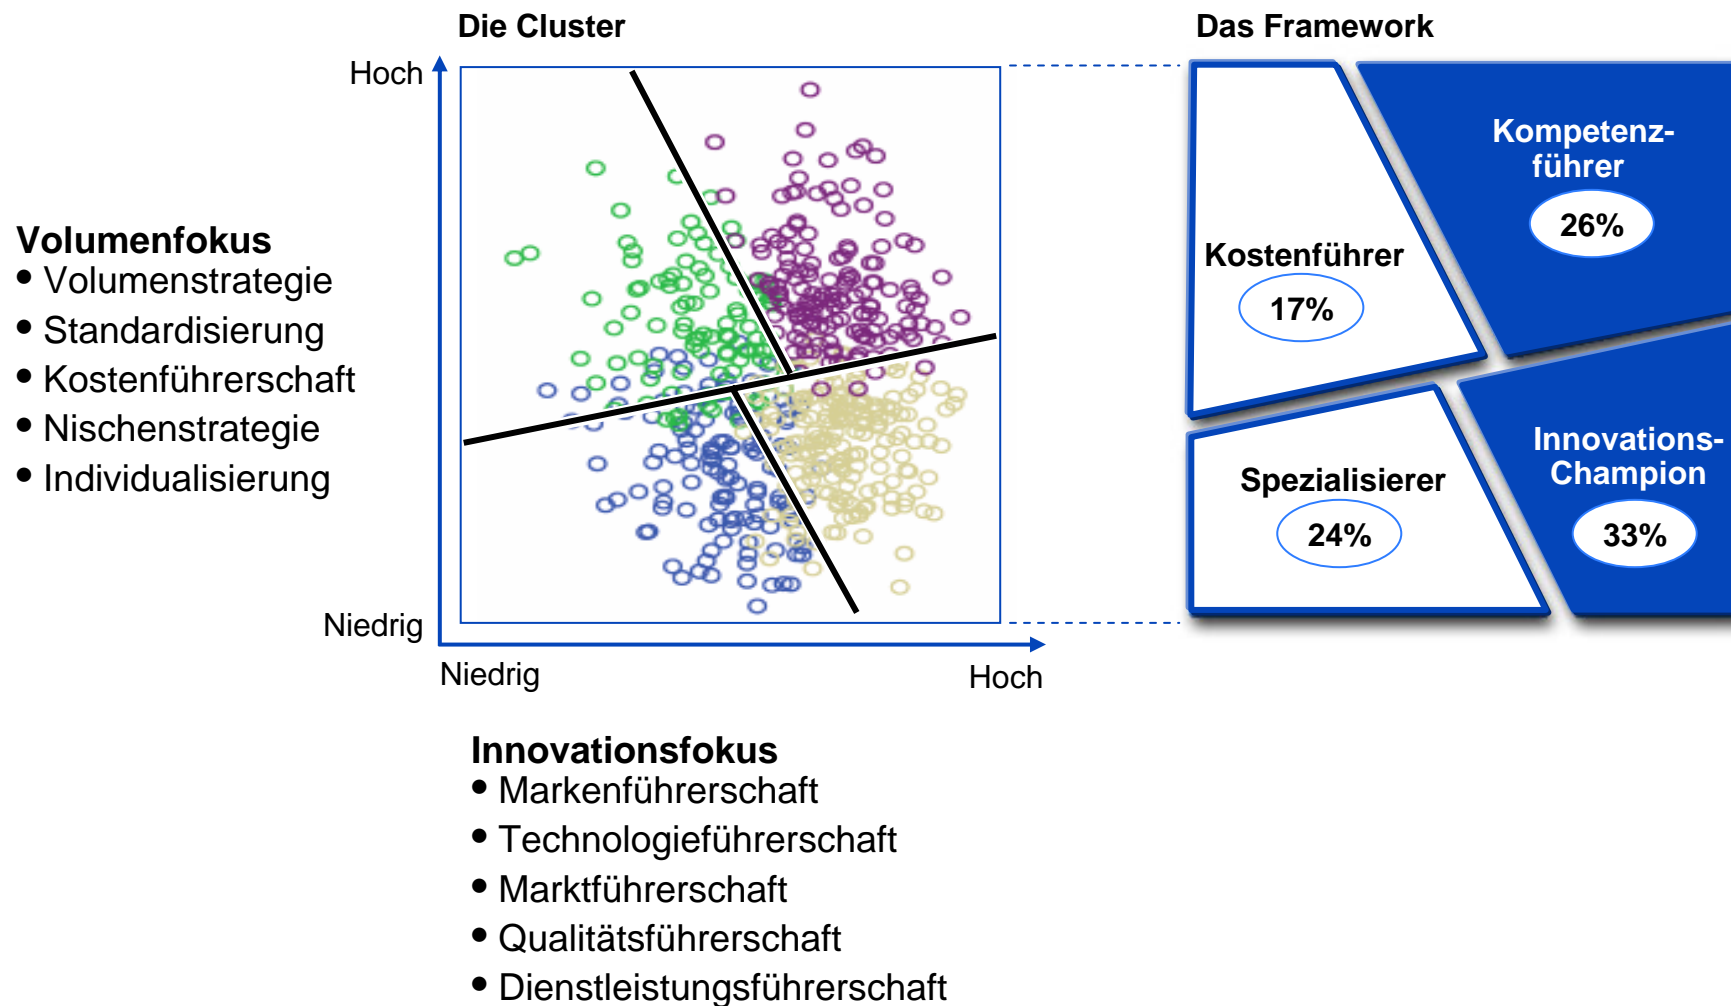 Die Cluster
Das Framework
Hoch
Volumenfokus
• Volumenstrategie
• Standardisierung
• Kostenführerschaft
• Nischenstrategie
• Individualisierung
Niedrig
Niedrig
Hoch
Innovationsfokus
• Markenführerschaft
• Technologieführerschaft
• Marktführerschaft
• Qualitätsführerschaft
• Dienstleistungsführerschaft
Kompetenz-
führer
26%
Kostenführer
17%
Innovations-
Champion
33%
Spezialisierer
24%